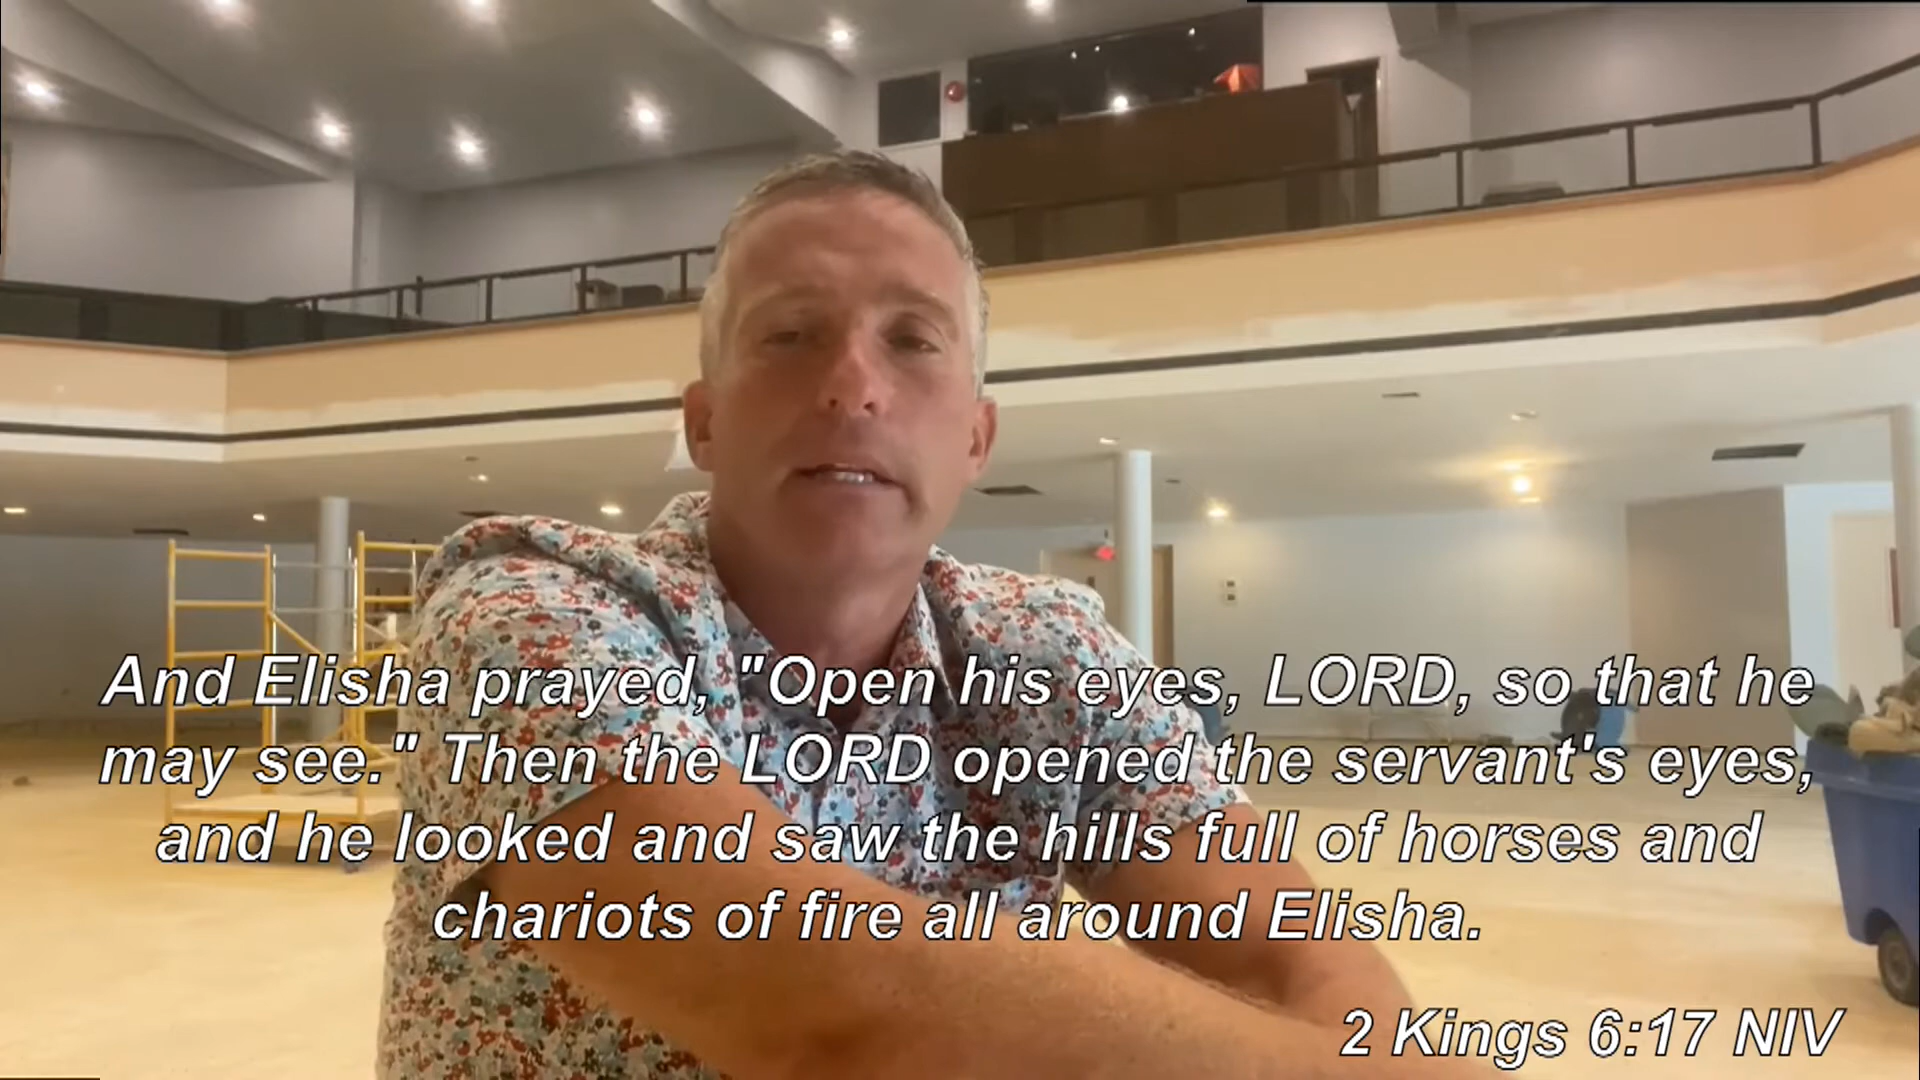 And Elisha prayed, "Open his eyes, LORD, so that he
may see." Then the LORD opened the servant's eyes,
and he looked and saw the hills full of horses and
chariots of fire all around Elisha.
2 Kings 6:17 NIV